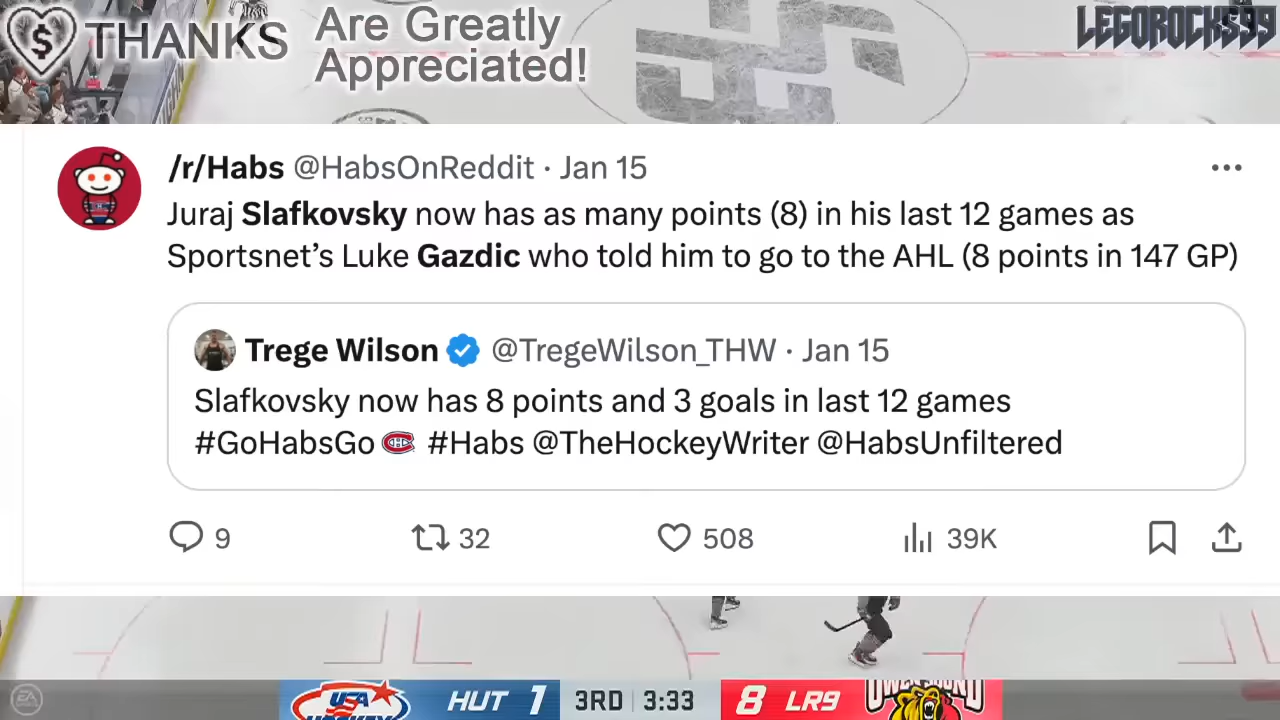 THANKS
Are Greatly
Appreciated!
LEGOROCKS99
/r/Habs @HabsOnReddit · Jan 15
Juraj Slafkovsky now has as many points (8) in his last 12 games as
Sportsnet’s Luke Gazdic who told him to go to the AHL (8 points in 147 GP)
Trege Wilson @TregeWilson_THW · Jan 15
Slafkovsky now has 8 points and 3 goals in last 12 games
#GoHabsGo #Habs @TheHockeyWriter @HabsUnfiltered
9 32 508 39K
EA
USA HUT 1 3RD 3:33 8 LR9